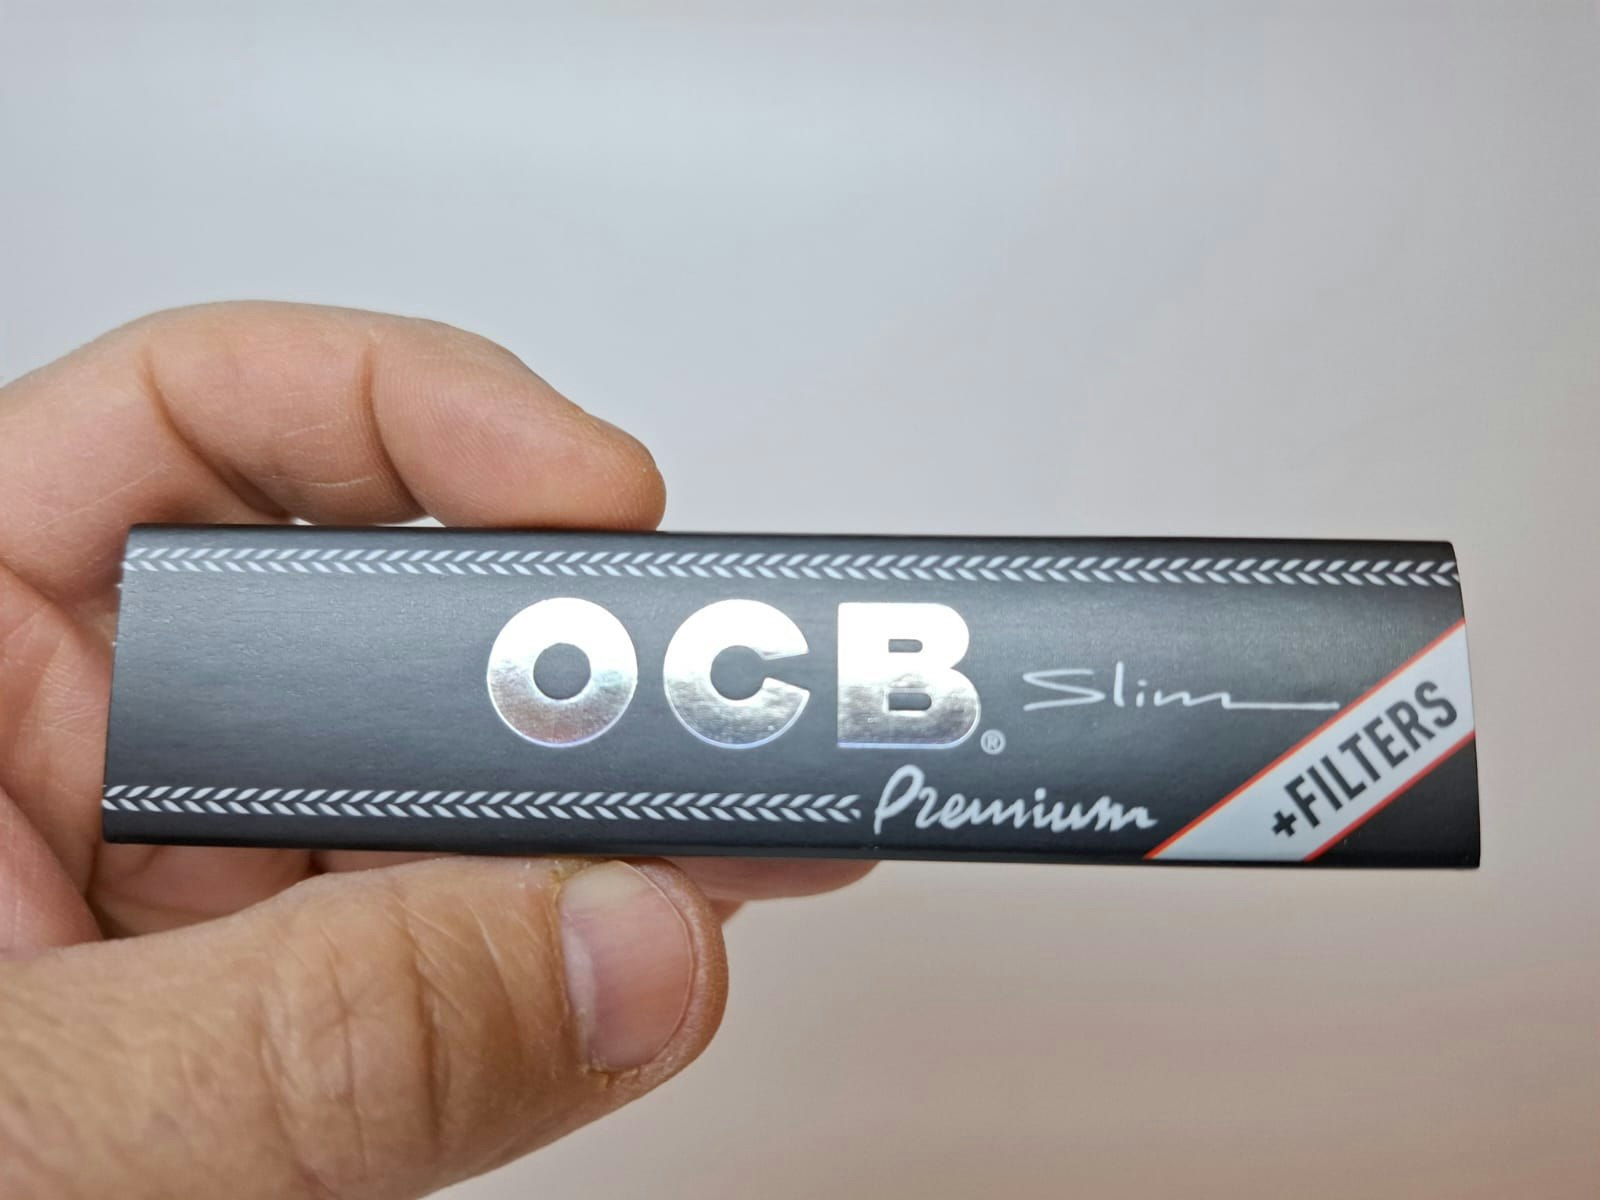 OCB® Slim
Premium
+FILTERS